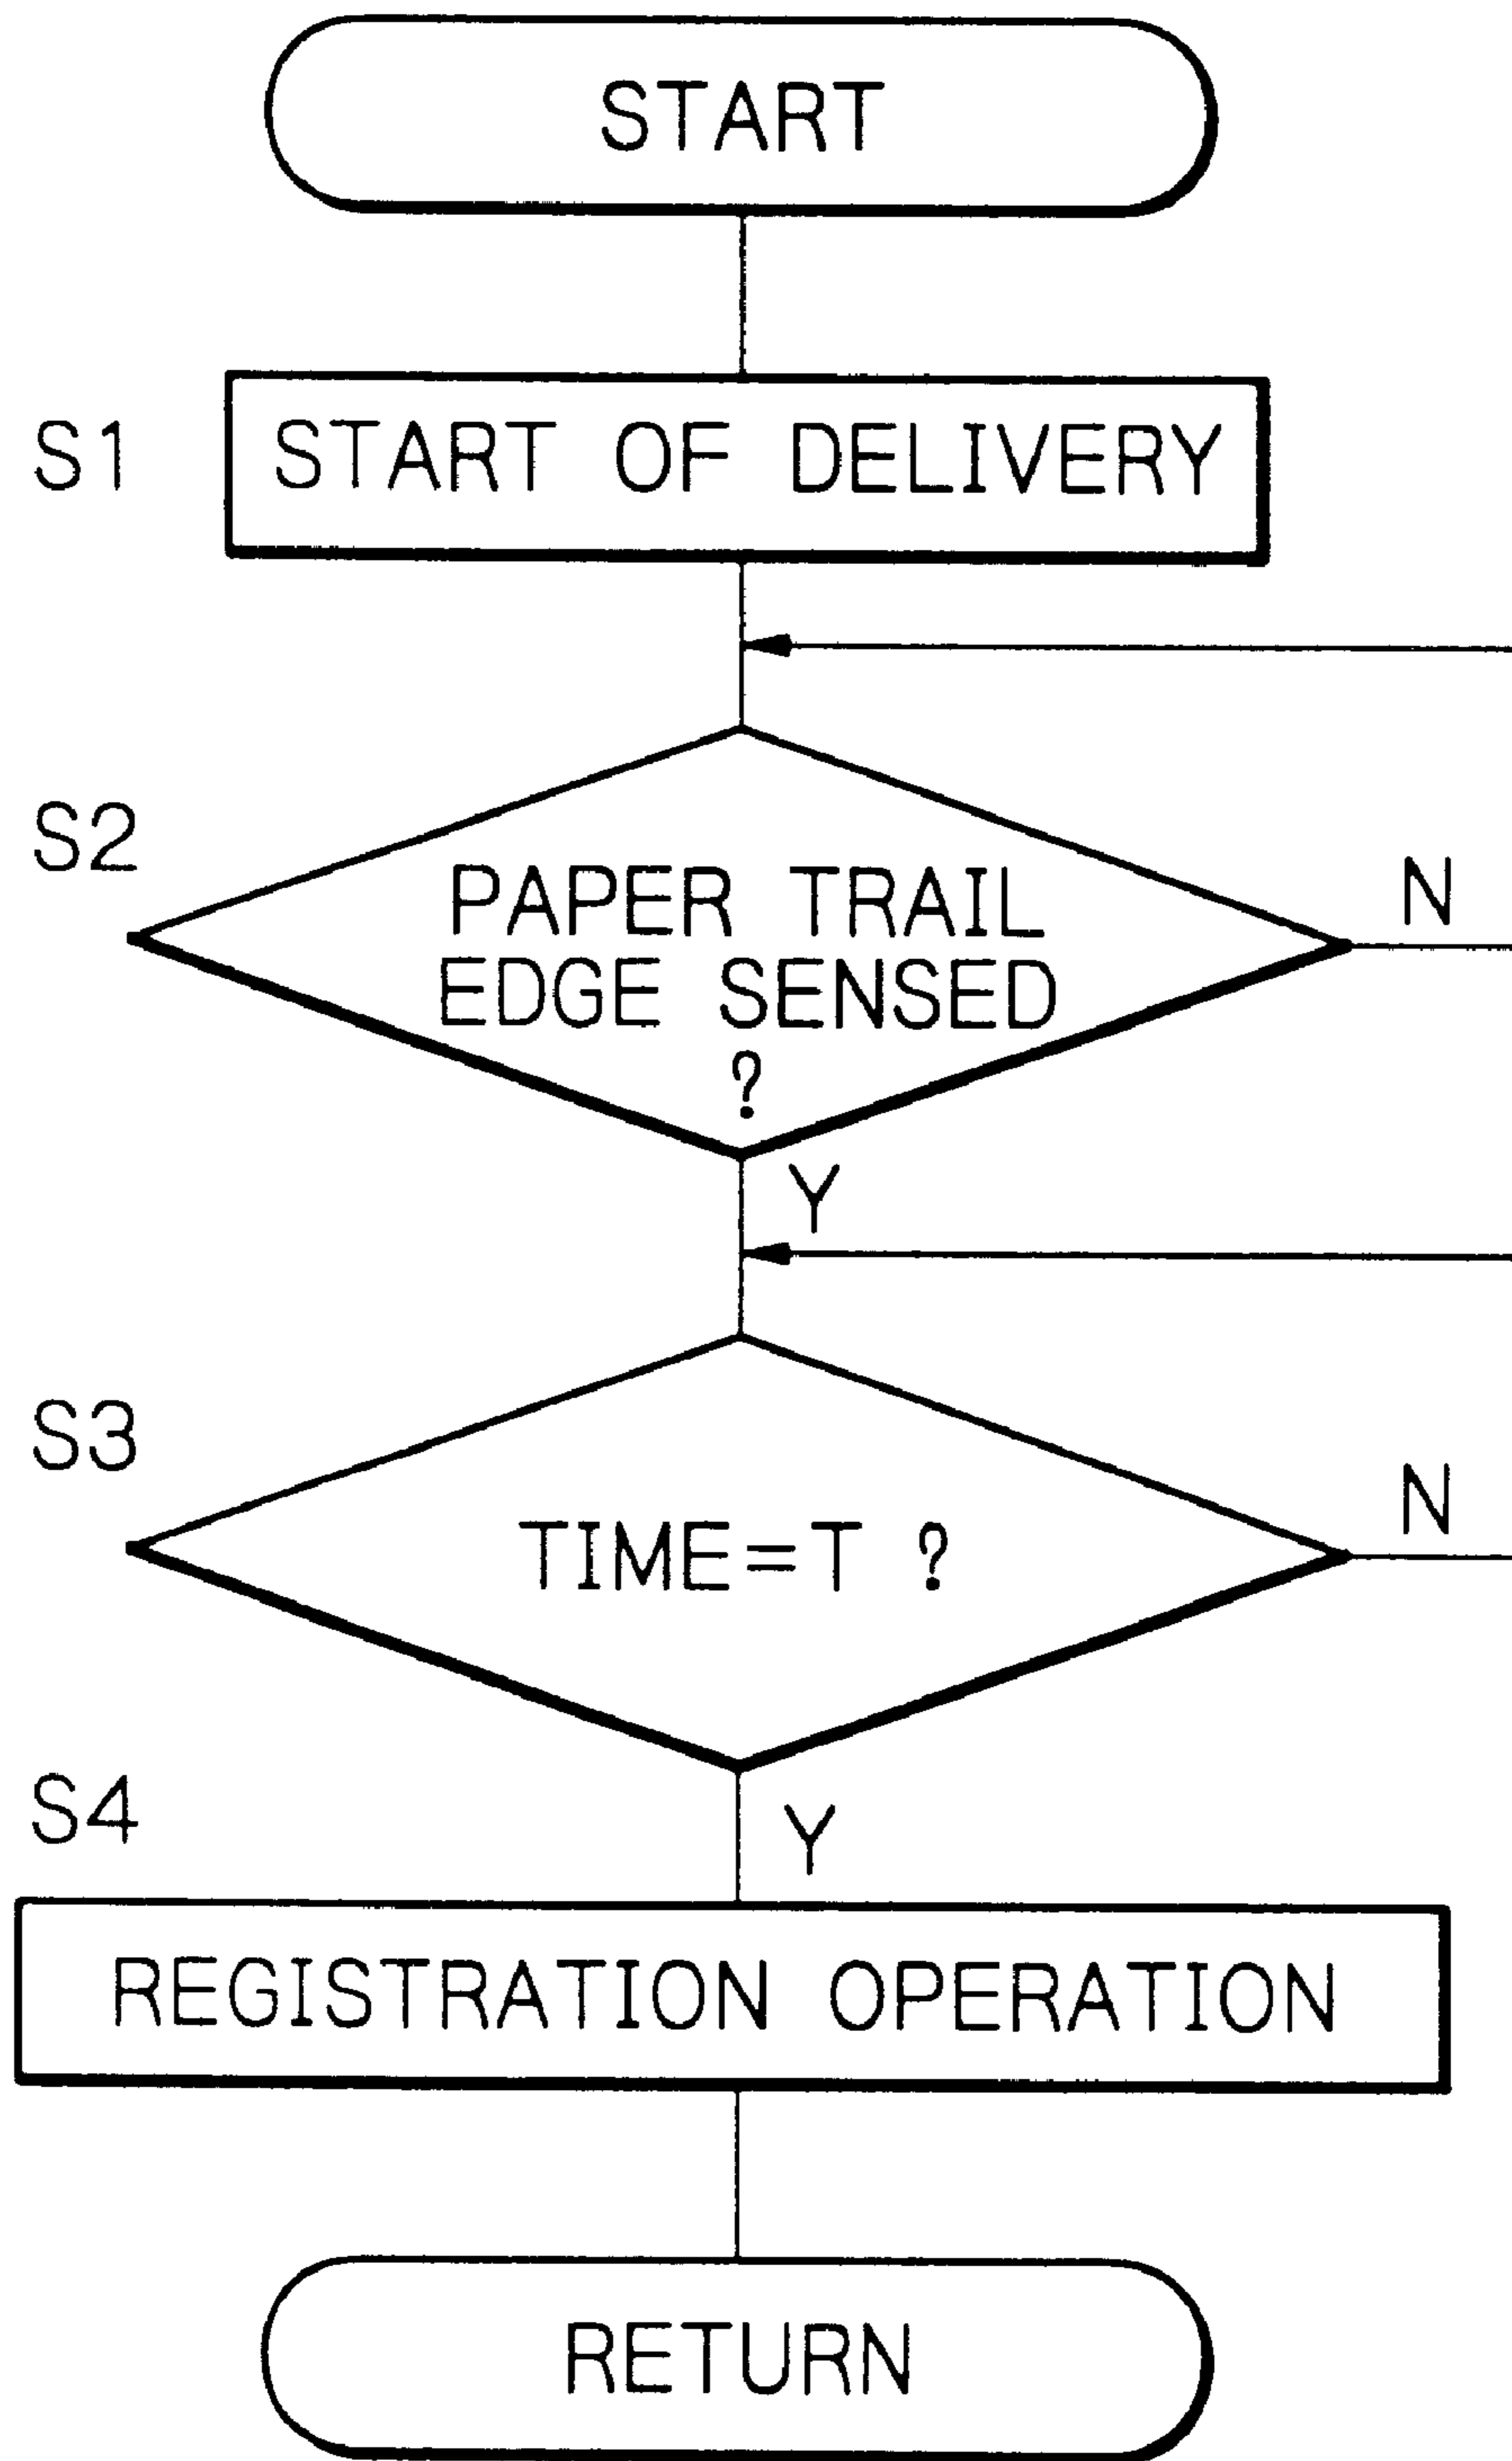 START
S1
START OF DELIVERY
S2
PAPER TRAIL
N
EDGE SENSED
?
Y
S3
N
TIME=T ?
S4
Y
REGISTRATION OPERATION
RETURN